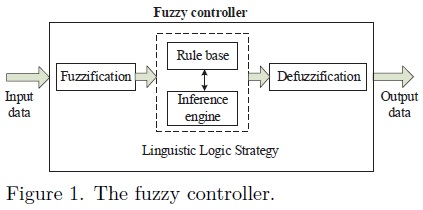 Fuzzy controller
Input
data
Fuzzification
Rule base
Inference
engine
Defuzzification
Output
data
Linguistic Logic Strategy
Figure 1. The fuzzy controller.